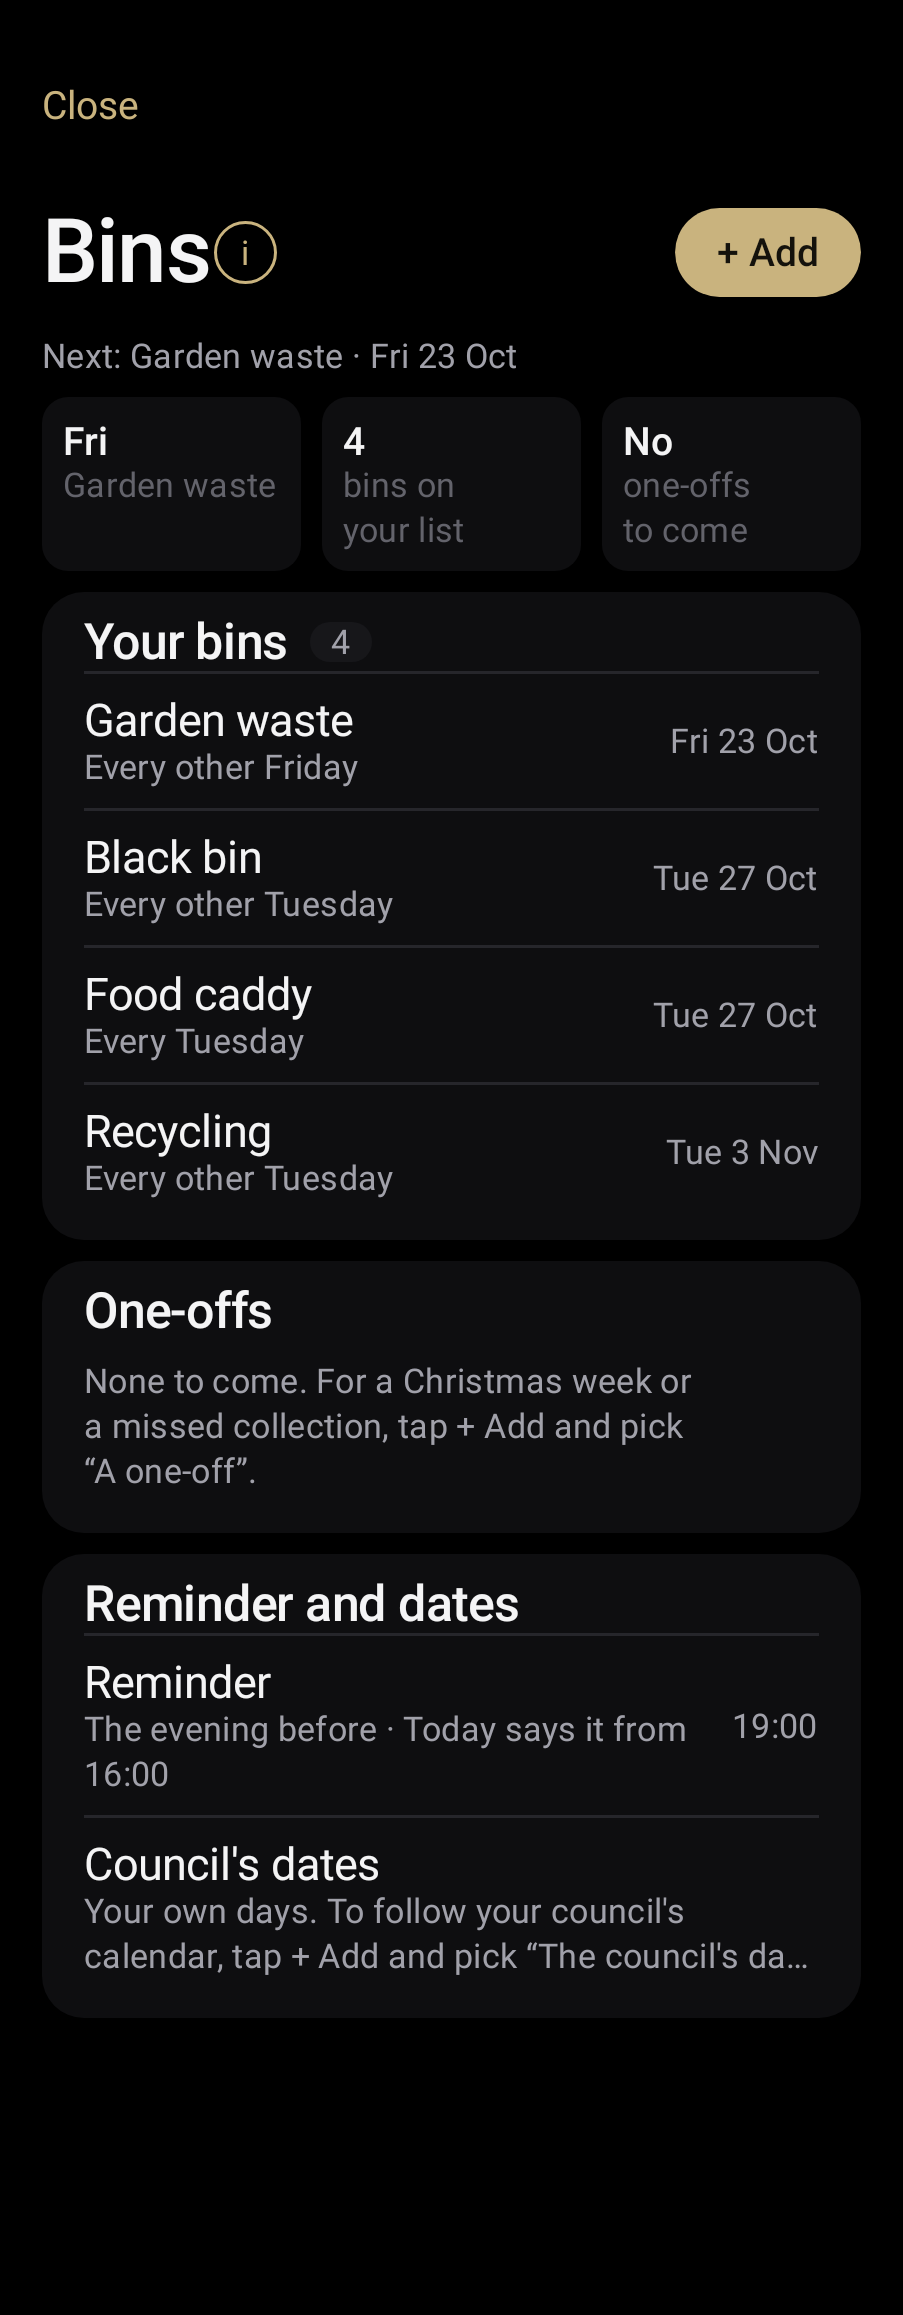 Close
Bins i
+ Add
Next: Garden waste · Fri 23 Oct
Fri
Garden waste
4
bins on
your list
No
one-offs
to come
Your bins 4
Garden waste
Every other Friday
Fri 23 Oct
Black bin
Every other Tuesday
Tue 27 Oct
Food caddy
Every Tuesday
Tue 27 Oct
Recycling
Every other Tuesday
Tue 3 Nov
One-offs
None to come. For a Christmas week or
a missed collection, tap + Add and pick
“A one-off”.
Reminder and dates
Reminder
The evening before · Today says it from
16:00
19:00
Council's dates
Your own days. To follow your council's
calendar, tap + Add and pick “The council's da…